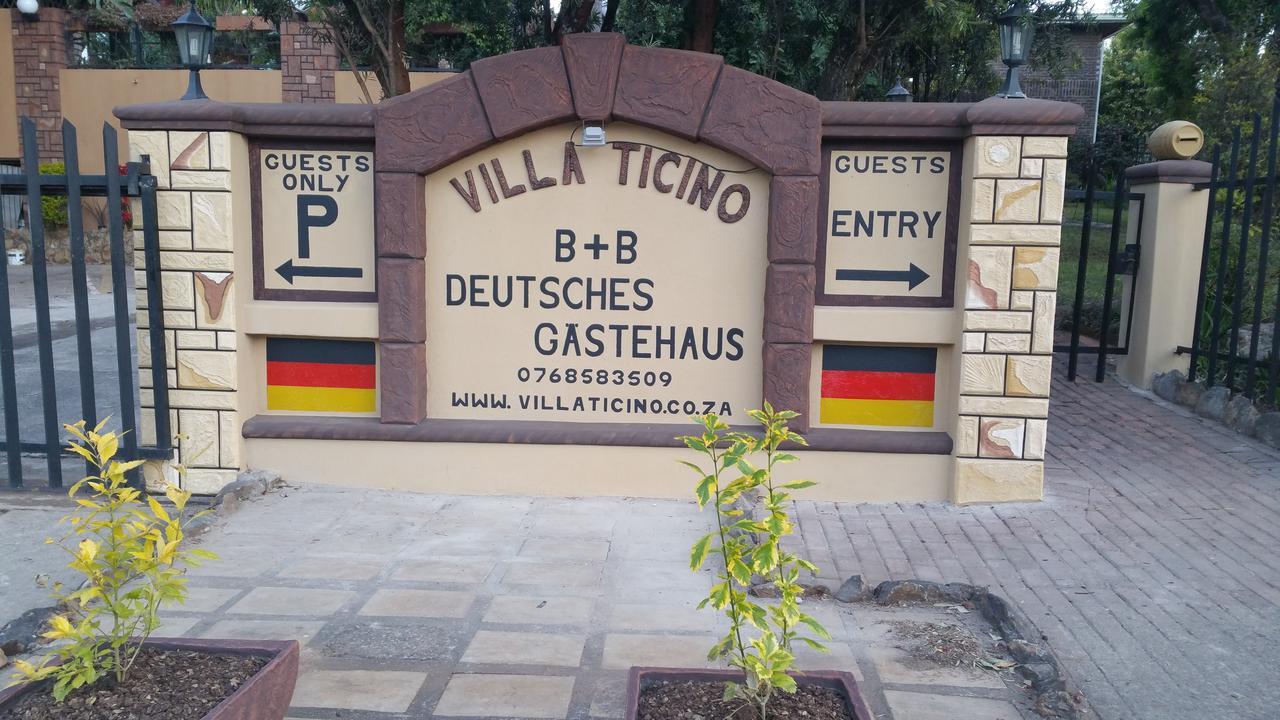 GUESTS
ONLY
P
VILLA TICINO
B+B
DEUTSCHES
GÄSTEHAUS
0768583509
WWW.VILLATICINO.CO.ZA
GUESTS
ENTRY